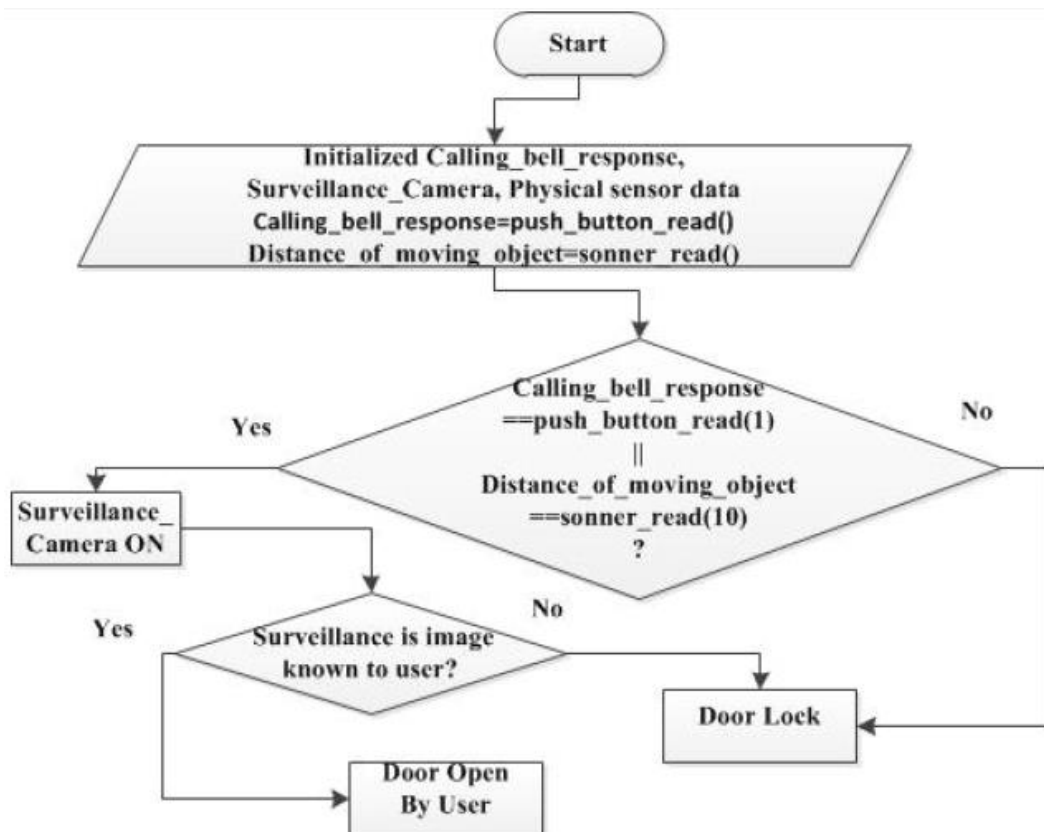 Start
Initialized Calling_bell_response,
Surveillance_Camera, Physical sensor data
Calling_bell_response=push_button_read()
Distance_of_moving_object=sonner_read()
Calling_bell_response
==push_button_read(1)
||
Distance_of_moving_object
==sonner_read(10)
?
Yes
No
Surveillance_
Camera ON
Yes
No
Surveillance is image
known to user?
Door Lock
Door Open
By User